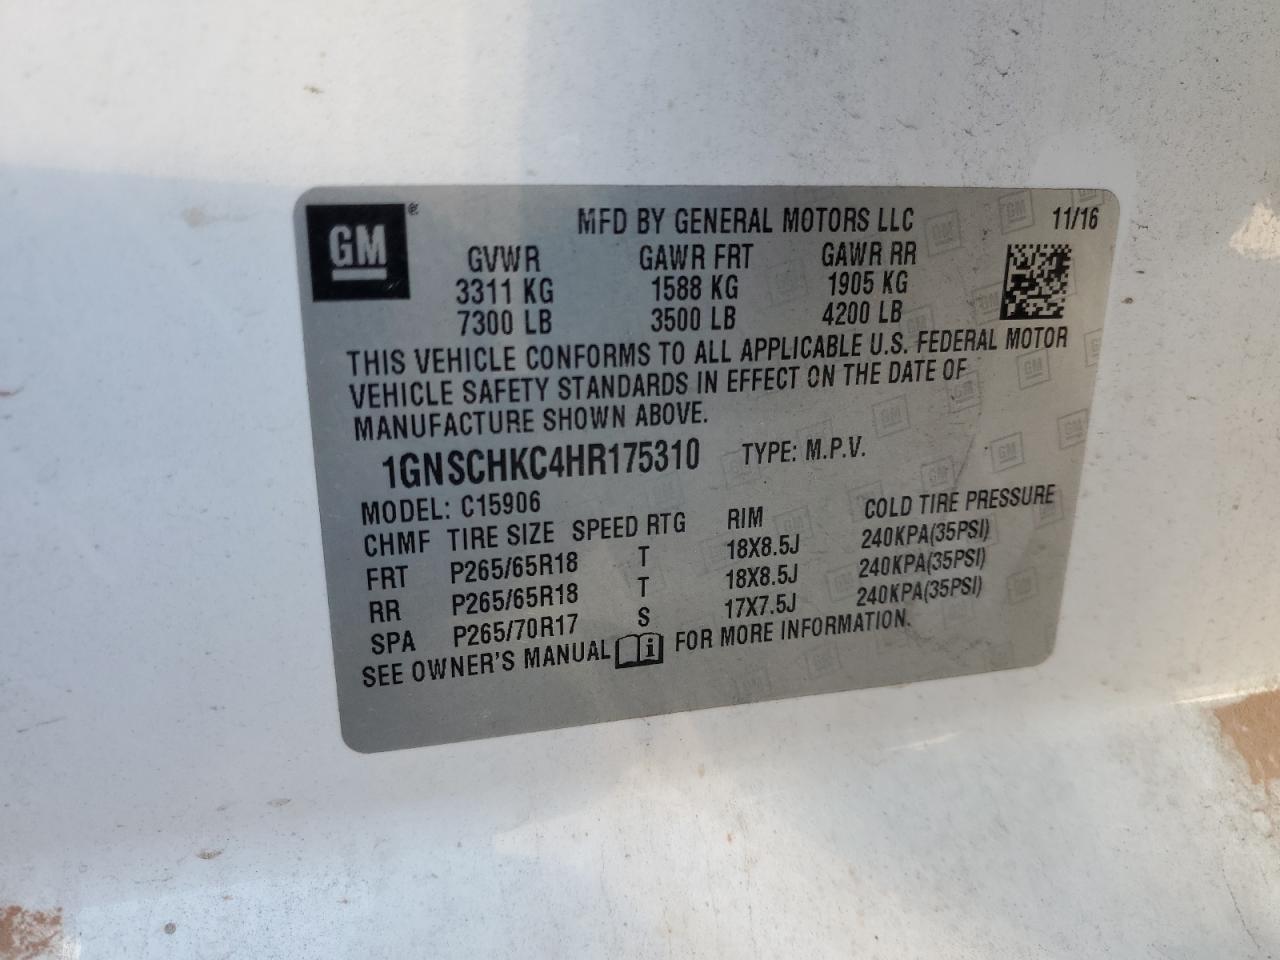 GM®
MFD BY GENERAL MOTORS LLC 11/16
GVWR GAWR FRT GAWR RR
3311 KG 1588 KG 1905 KG
7300 LB 3500 LB 4200 LB
THIS VEHICLE CONFORMS TO ALL APPLICABLE U.S. FEDERAL MOTOR
VEHICLE SAFETY STANDARDS IN EFFECT ON THE DATE OF
MANUFACTURE SHOWN ABOVE.
1GNSCHKC4HR175310 TYPE: M.P.V.
MODEL: C15906
CHMF TIRE SIZE SPEED RTG RIM COLD TIRE PRESSURE
FRT P265/65R18 T 18X8.5J 240KPA(35PSI)
RR P265/65R18 T 18X8.5J 240KPA(35PSI)
SPA P265/70R17 S 17X7.5J 240KPA(35PSI)
SEE OWNER'S MANUAL i FOR MORE INFORMATION.